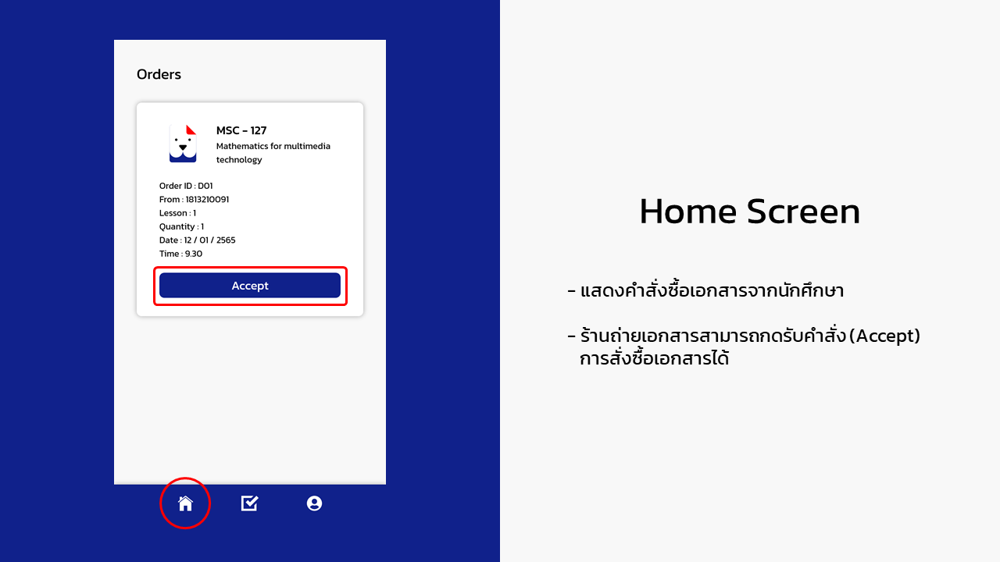 Orders
MSC - 127
Mathematics for multimedia
technology
Order ID : D01
From : 1813210091
Lesson : 1
Quantity : 1
Date : 12 / 01 / 2565
Time : 9.30
Accept
Home Screen
- แสดงคำสั่งซื้อเอกสารจากนักศึกษา
- ร้านถ่ายเอกสารสามารถกดรับคำสั่ง (Accept)
การสั่งซื้อเอกสารได้